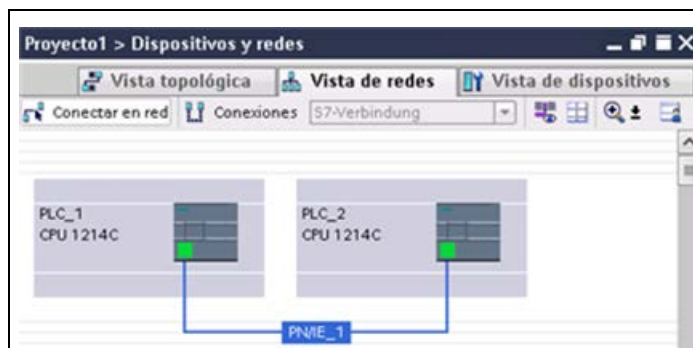 Proyecto1 > Dispositivos y redes
Vista topológica Vista de redes Vista de dispositivos
Conectar en red Conexiones S7-Verbindung
PLC_1
CPU 1214C
PLC_2
CPU 1214C
PN/IE_1